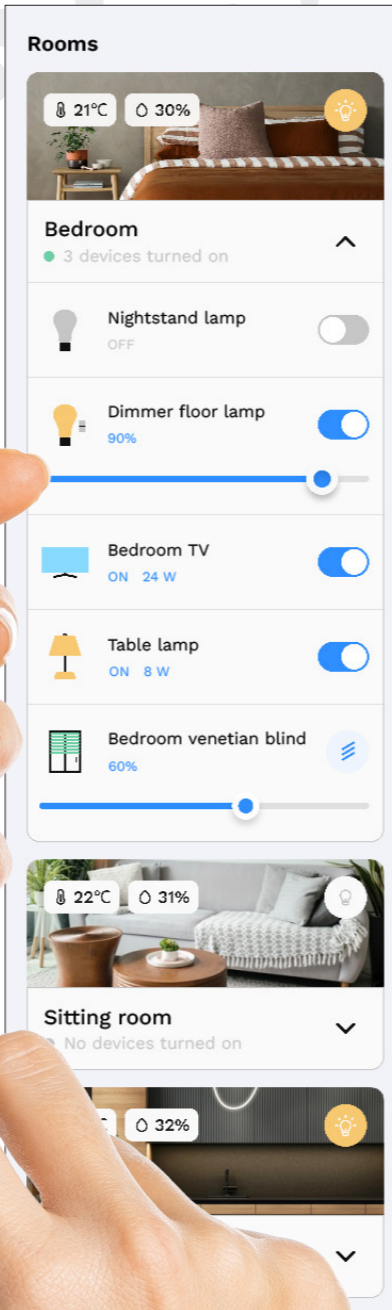 Rooms
21°C 30%
Bedroom
3 devices turned on
Nightstand lamp
OFF
Dimmer floor lamp
90%
Bedroom TV
ON 24 W
Table lamp
ON 8 W
Bedroom venetian blind
60%
22°C 31%
Sitting room
No devices turned on
32%